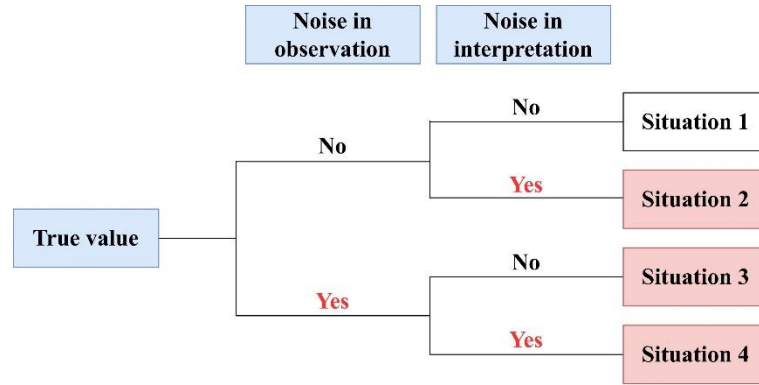 Noise in
observation
Noise in
interpretation
No
Situation 1
No
Yes
Situation 2
True value
No
Situation 3
Yes
Yes
Situation 4